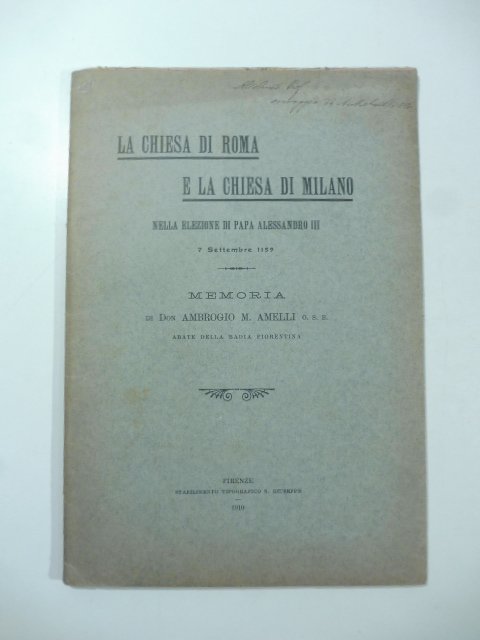 LA CHIESA DI ROMA
E LA CHIESA DI MILANO
NELLA ELEZIONE DI PAPA ALESSANDRO III
7 Settembre 1159
MEMORIA
DI DON AMBROGIO M. AMELLI O. S. B.
ABATE DELLA BADIA FIORENTINA
FIRENZE
STABILIMENTO TIPOGRAFICO S. GIUSEPPE
1910